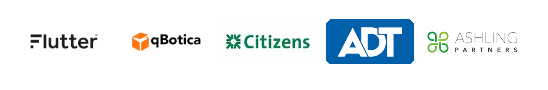 Flutter
qBotica
Citizens
ADT
ASHLING
PARTNERS